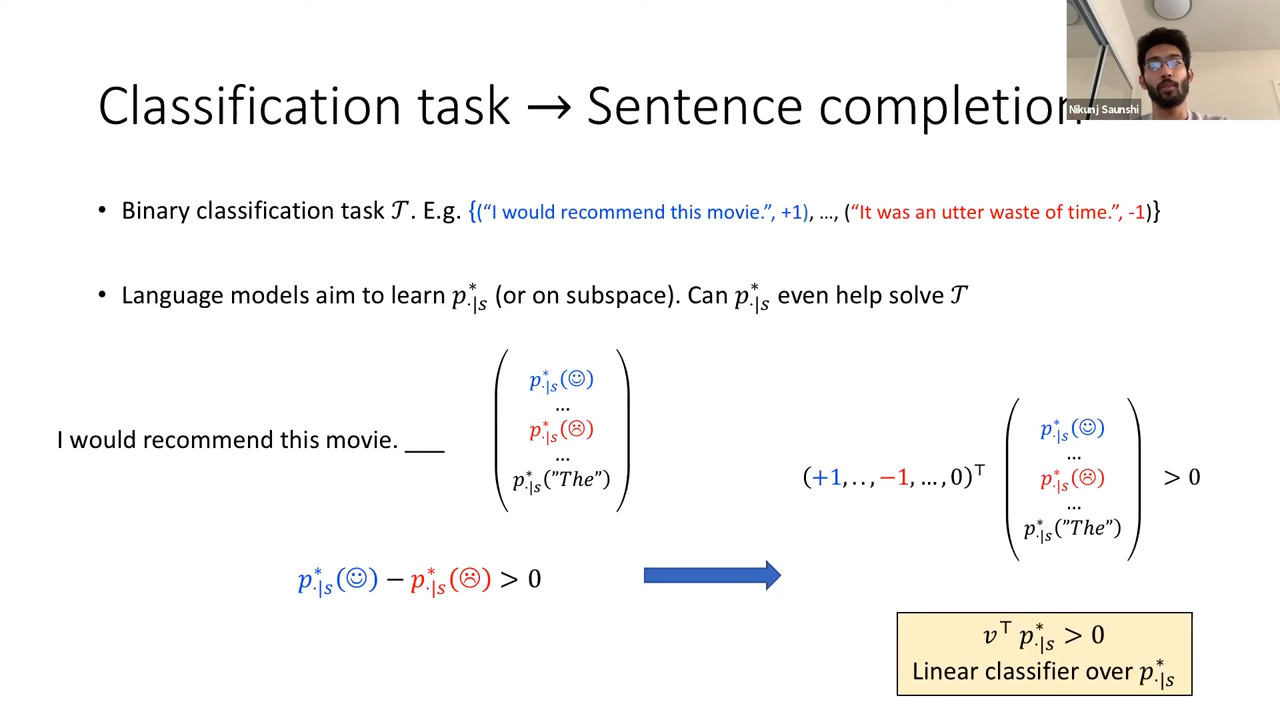 Classification task → Sentence completion
Nikunj Saunshi
• Binary classification task 𝒯. E.g. {(“I would recommend this movie.”, +1), …, (“It was an utter waste of time.”, -1)}
• Language models aim to learn p*·|s (or on subspace). Can p*·|s even help solve 𝒯
I would recommend this movie. ___
p*·|s(☺)
...
p*·|s(☹)
...
p*·|s("The")
(+1, . . , −1, … , 0)⊤
p*·|s(☺)
...
p*·|s(☹)
...
p*·|s("The")
> 0
p*·|s(☺) − p*·|s(☹) > 0
v⊤ p*·|s > 0
Linear classifier over p*·|s